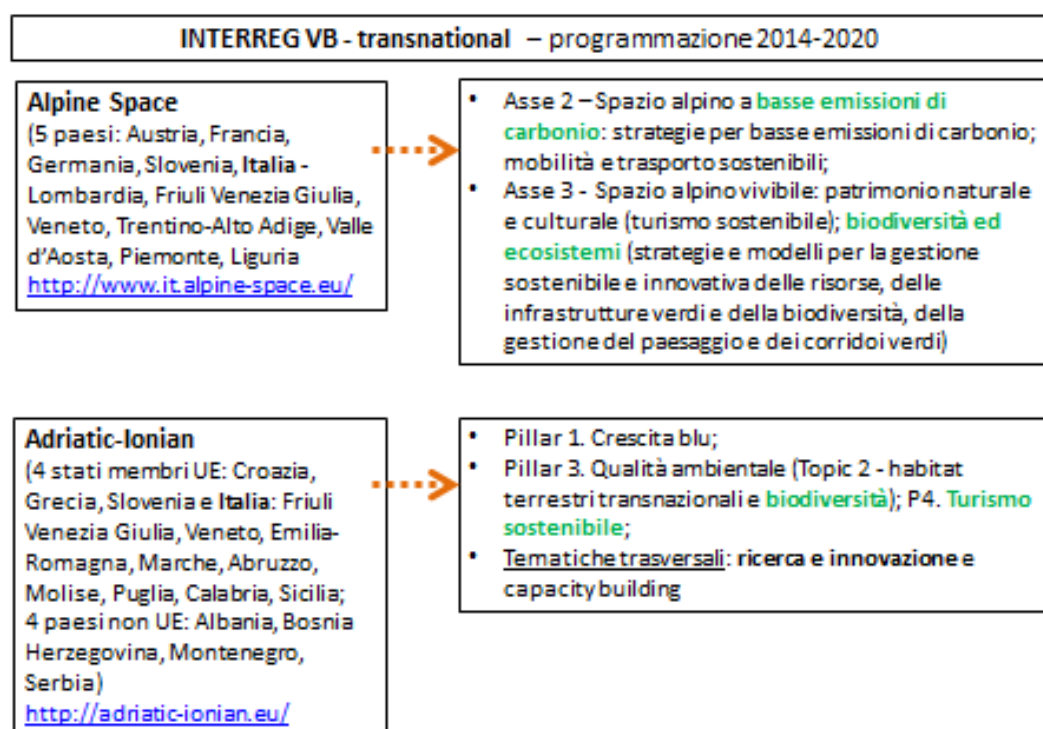 INTERREG VB - transnational – programmazione 2014-2020
Alpine Space
(5 paesi: Austria, Francia,
Germania, Slovenia, Italia -
Lombardia, Friuli Venezia Giulia,
Veneto, Trentino-Alto Adige, Valle
d'Aosta, Piemonte, Liguria
http://www.it.alpine-space.eu/
• Asse 2 – Spazio alpino a basse emissioni di
carbonio: strategie per basse emissioni di carbonio;
mobilità e trasporto sostenibili;
• Asse 3 - Spazio alpino vivibile: patrimonio naturale
e culturale (turismo sostenibile); biodiversità ed
ecosistemi (strategie e modelli per la gestione
sostenibile e innovativa delle risorse, delle
infrastrutture verdi e della biodiversità, della
gestione del paesaggio e dei corridoi verdi)
Adriatic-Ionian
(4 stati membri UE: Croazia,
Grecia, Slovenia e Italia: Friuli
Venezia Giulia, Veneto, Emilia-
Romagna, Marche, Abruzzo,
Molise, Puglia, Calabria, Sicilia;
4 paesi non UE: Albania, Bosnia
Herzegovina, Montenegro,
Serbia)
http://adriatic-ionian.eu/
• Pillar 1. Crescita blu;
• Pillar 3. Qualità ambientale (Topic 2 - habitat
terrestri transnazionali e biodiversità); P4. Turismo
sostenibile;
• Tematiche trasversali: ricerca e innovazione e
capacity building